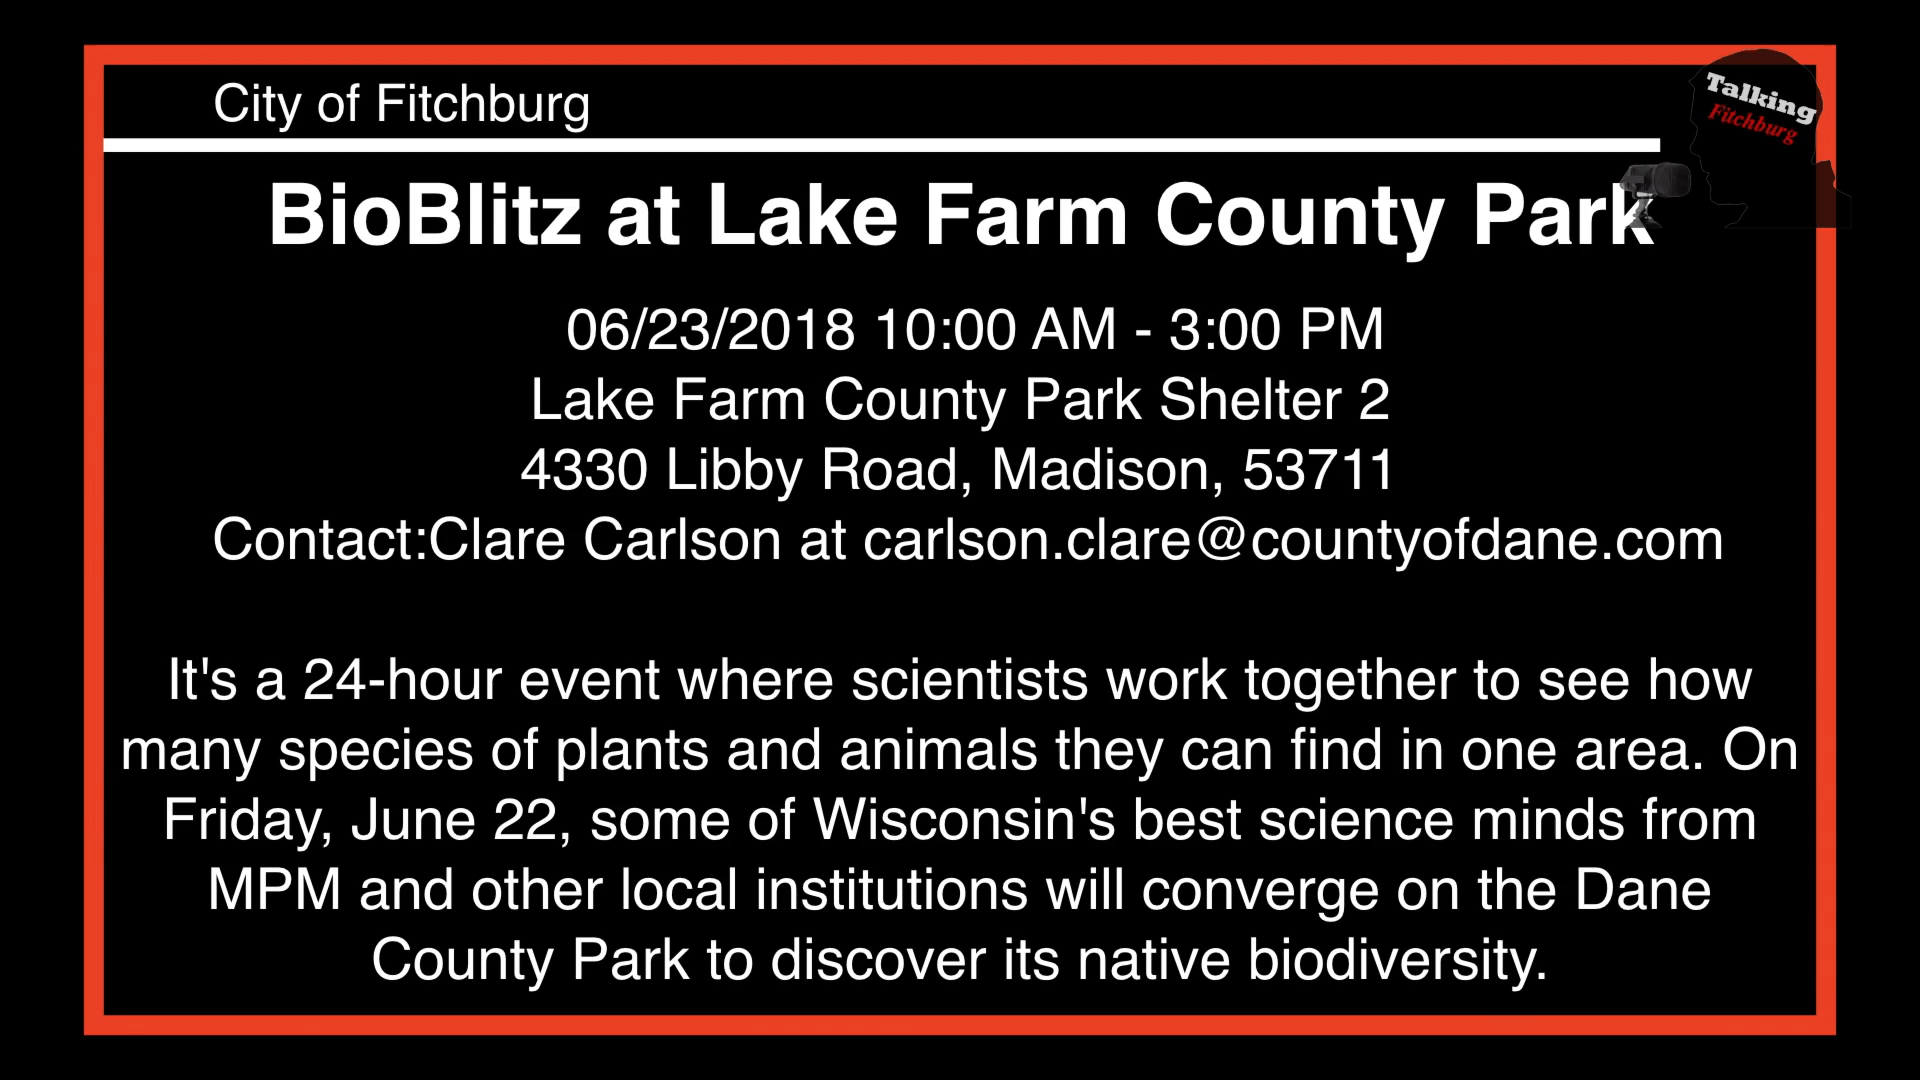 City of Fitchburg
Talking
Fitchburg
BioBlitz at Lake Farm County Park
06/23/2018 10:00 AM - 3:00 PM
Lake Farm County Park Shelter 2
4330 Libby Road, Madison, 53711
Contact:Clare Carlson at carlson.clare@countyofdane.com
It's a 24-hour event where scientists work together to see how
many species of plants and animals they can find in one area. On
Friday, June 22, some of Wisconsin's best science minds from
MPM and other local institutions will converge on the Dane
County Park to discover its native biodiversity.